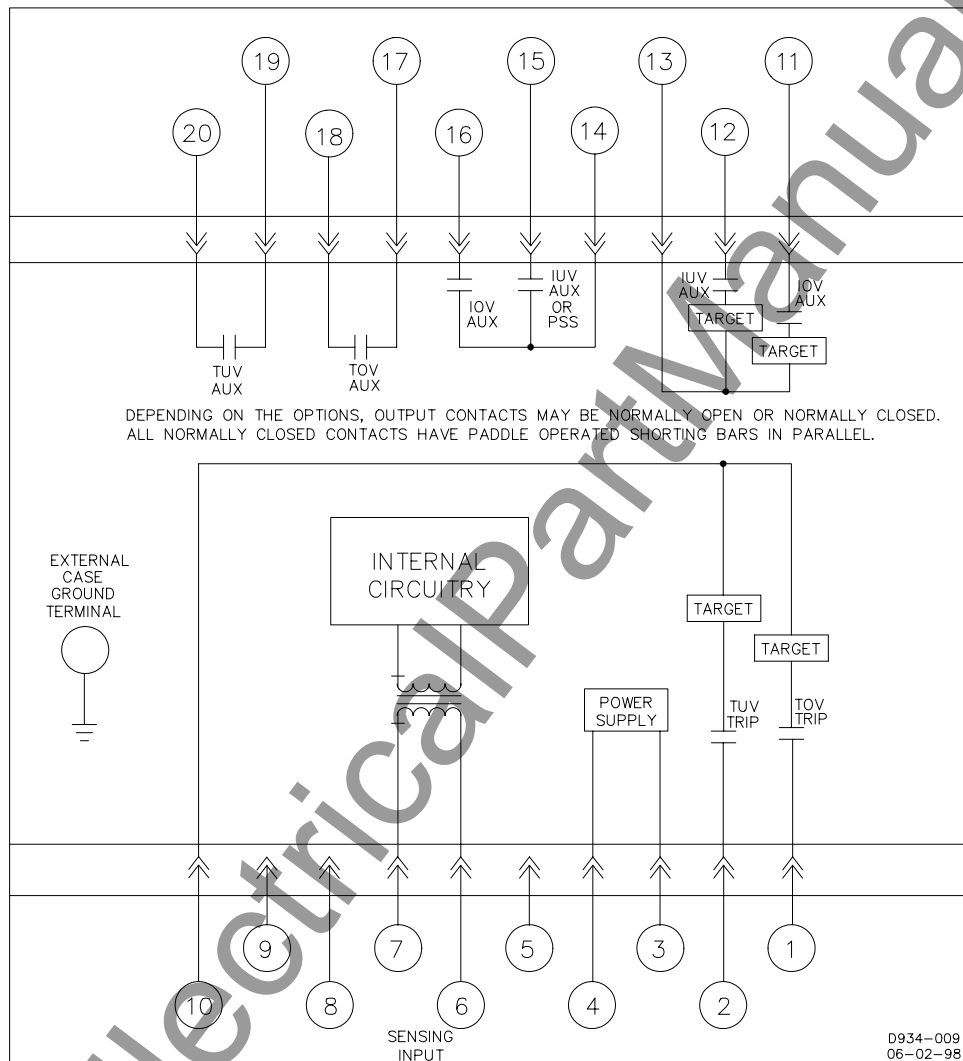 19 17 15 13 11
20 18 16 14 12
IUV
AUX
OR
PSS
IOV
AUX
IUV
AUX
IOV
AUX
TARGET
TARGET
TUV
AUX
TOV
AUX
DEPENDING ON THE OPTIONS, OUTPUT CONTACTS MAY BE NORMALLY OPEN OR NORMALLY CLOSED.
ALL NORMALLY CLOSED CONTACTS HAVE PADDLE OPERATED SHORTING BARS IN PARALLEL.
EXTERNAL
CASE
GROUND
TERMINAL
INTERNAL
CIRCUITRY
TARGET
TARGET
POWER
SUPPLY
TUV
TRIP
TOV
TRIP
9 7 5 3 1
10 8 6 4 2
SENSING
INPUT
D934-009
06-02-98